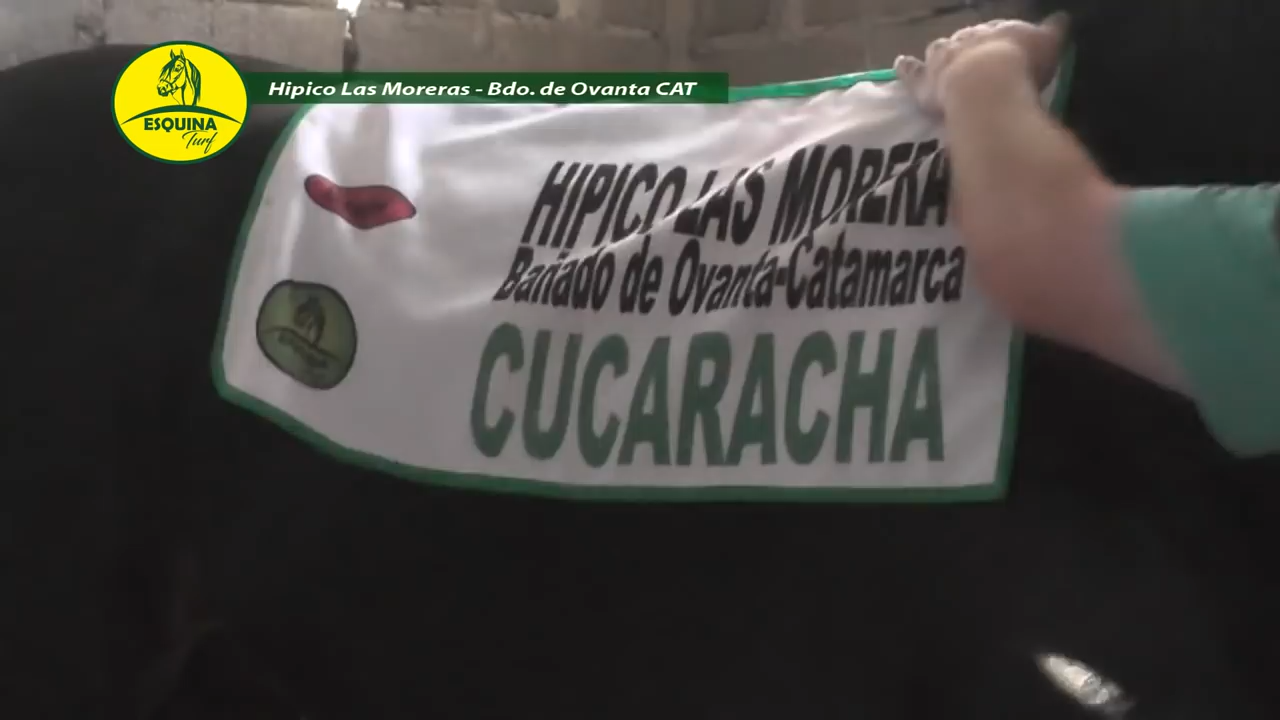 Hipico Las Moreras - Bdo. de Ovanta CAT
ESQUINA
Turf
HIPICO LAS MORERA
Bañado de Ovanta-Catamarca
CUCARACHA